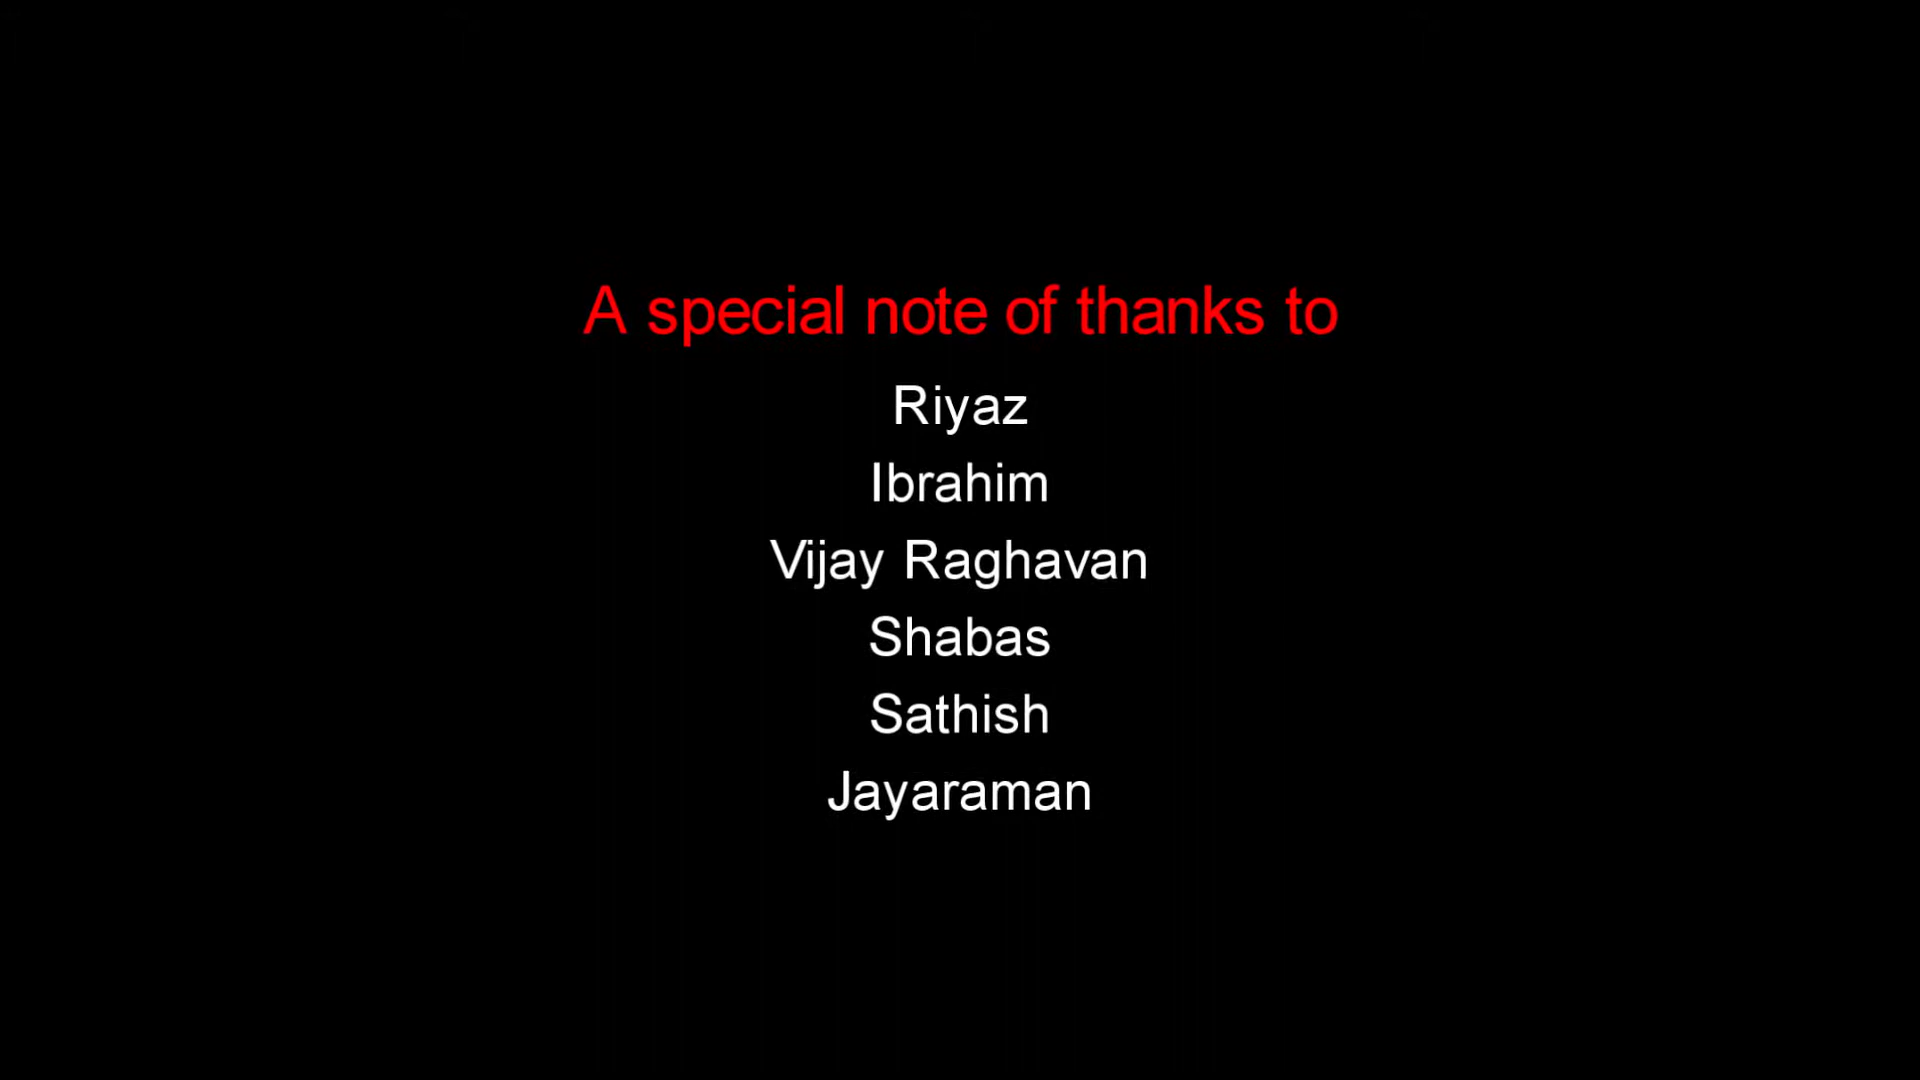 A special note of thanks to
Riyaz
Ibrahim
Vijay Raghavan
Shabas
Sathish
Jayaraman